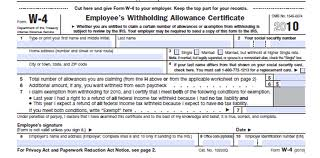 Cut here and give Form W-4 to your employer. Keep the top part for your records.
Form W-4
Department of the Treasury
Internal Revenue Service
Employee's Withholding Allowance Certificate
▶ Whether you are entitled to claim a certain number of allowances or exemption from withholding is
subject to review by the IRS. Your employer may be required to send a copy of this form to the IRS.
OMB No. 1545-0074
2010
1 Type or print your first name and middle initial
Last name
2 Your social security number
Home address (number and street or rural route)
3 Single Married Married, but withhold at higher Single rate.
Note. If married, but legally separated, or spouse is a nonresident alien, check the "Single" box.
City or town, state, and ZIP code
4 If your last name differs from that shown on your social security card,
check here. You must call 1-800-772-1213 for a replacement card. ▶
5 Total number of allowances you are claiming (from line H above or from the applicable worksheet on page 2) 5
6 Additional amount, if any, you want withheld from each paycheck 6 $
7 I claim exemption from withholding for 2010, and I certify that I meet both of the following conditions for exemption.
• Last year I had a right to a refund of all federal income tax withheld because I had no tax liability and
• This year I expect a refund of all federal income tax withheld because I expect to have no tax liability.
If you meet both conditions, write "Exempt" here ▶ 7
Under penalties of perjury, I declare that I have examined this certificate and to the best of my knowledge and belief, it is true, correct, and complete.
Employee's signature
(Form is not valid unless you sign it.) ▶
Date ▶
8 Employer's name and address (Employer: Complete lines 8 and 10 only if sending to the IRS.)
9 Office code (optional)
10 Employer identification number (EIN)
For Privacy Act and Paperwork Reduction Act Notice, see page 2.
Cat. No. 10220Q
Form W-4 (2010)